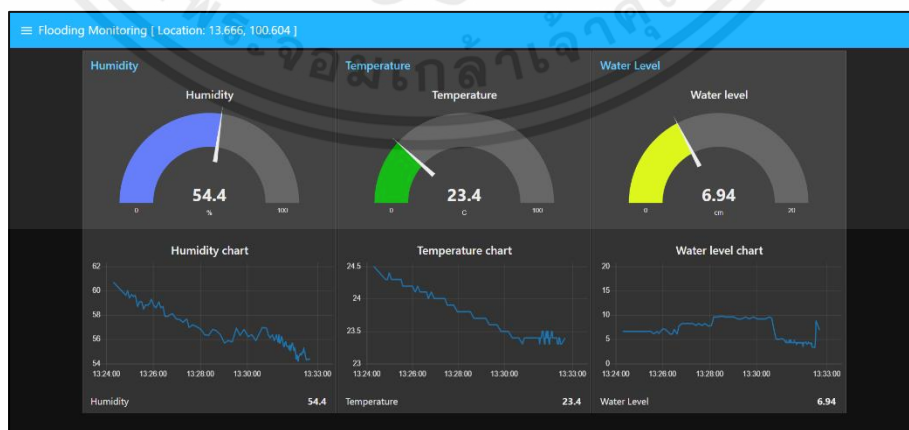 Flooding Monitoring [ Location: 13.666, 100.604 ]
Humidity
Humidity
54.4
%
0
100
Temperature
Temperature
23.4
C
0
100
Water Level
Water level
6.94
cm
0
20
Humidity chart
62
60
58
56
54
13:24:00 13:26:00 13:28:00 13:30:00 13:33:00
Humidity 54.4
Temperature chart
24.5
24
23.5
23
13:24:00 13:26:00 13:28:00 13:30:00 13:33:00
Temperature 23.4
Water level chart
20
15
10
5
0
13:24:00 13:26:00 13:28:00 13:30:00 13:33:00
Water Level 6.94